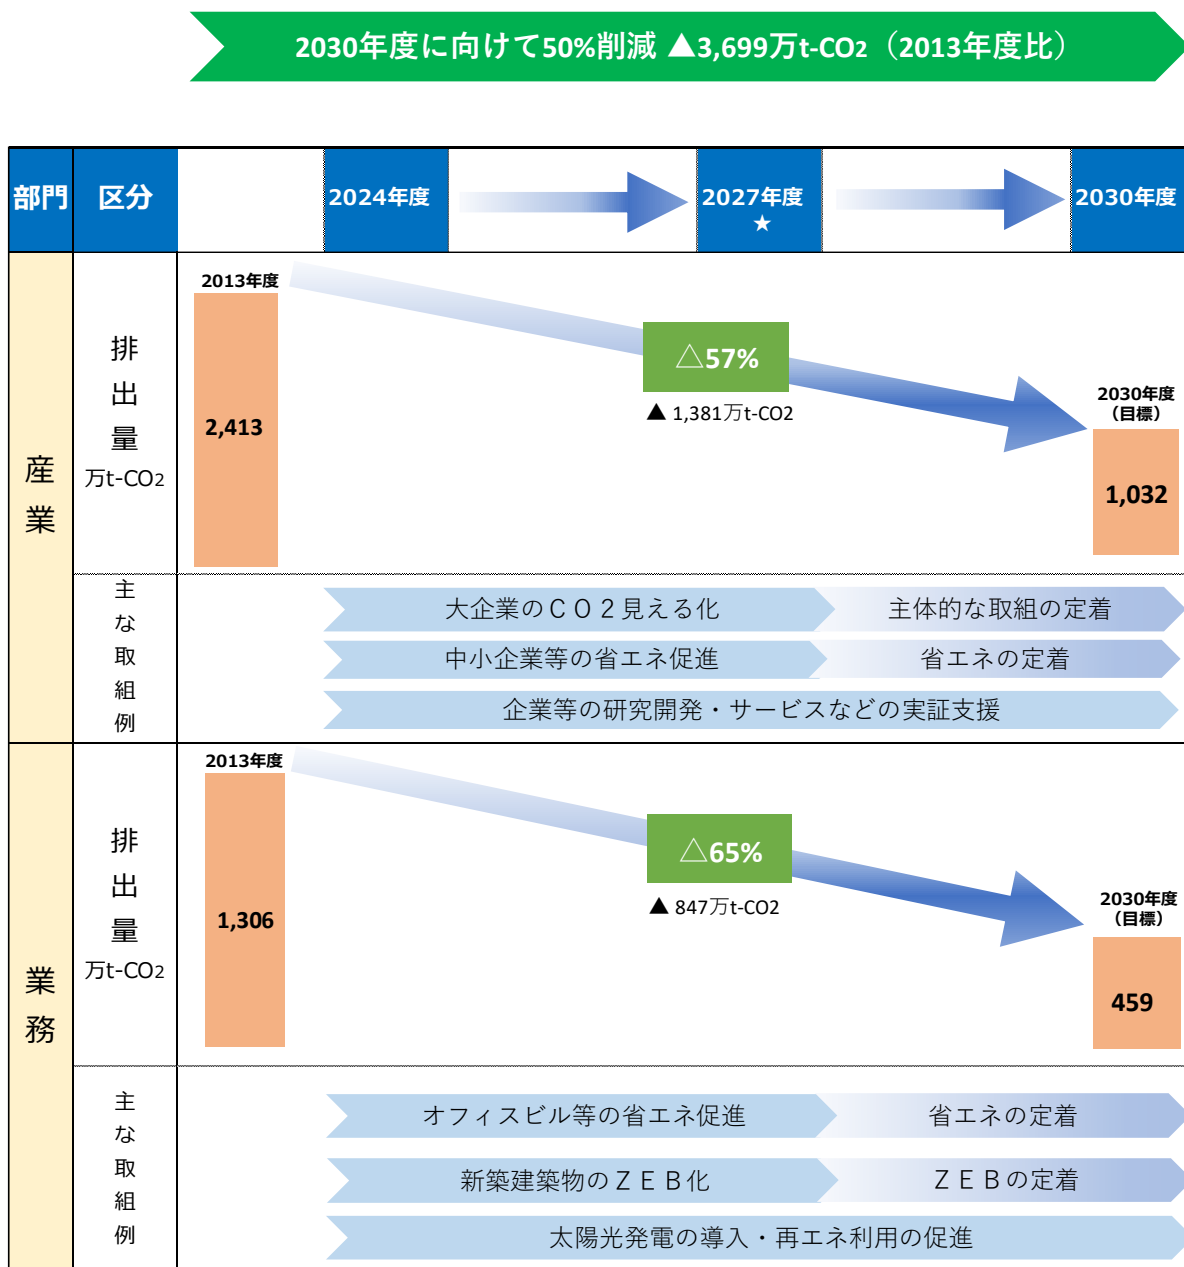 2030年度に向けて50%削減 ▲3,699万t-CO2（2013年度比）
部門
区分
2024年度
2027年度
★
2030年度
産業
排出量
万t-CO2
2013年度
2,413
△57%
▲ 1,381万t-CO2
2030年度
（目標）
1,032
主な取組例
大企業のＣＯ２見える化
主体的な取組の定着
中小企業等の省エネ促進
省エネの定着
企業等の研究開発・サービスなどの実証支援
業務
排出量
万t-CO2
2013年度
1,306
△65%
▲ 847万t-CO2
2030年度
（目標）
459
主な取組例
オフィスビル等の省エネ促進
省エネの定着
新築建築物のＺＥＢ化
ＺＥＢの定着
太陽光発電の導入・再エネ利用の促進